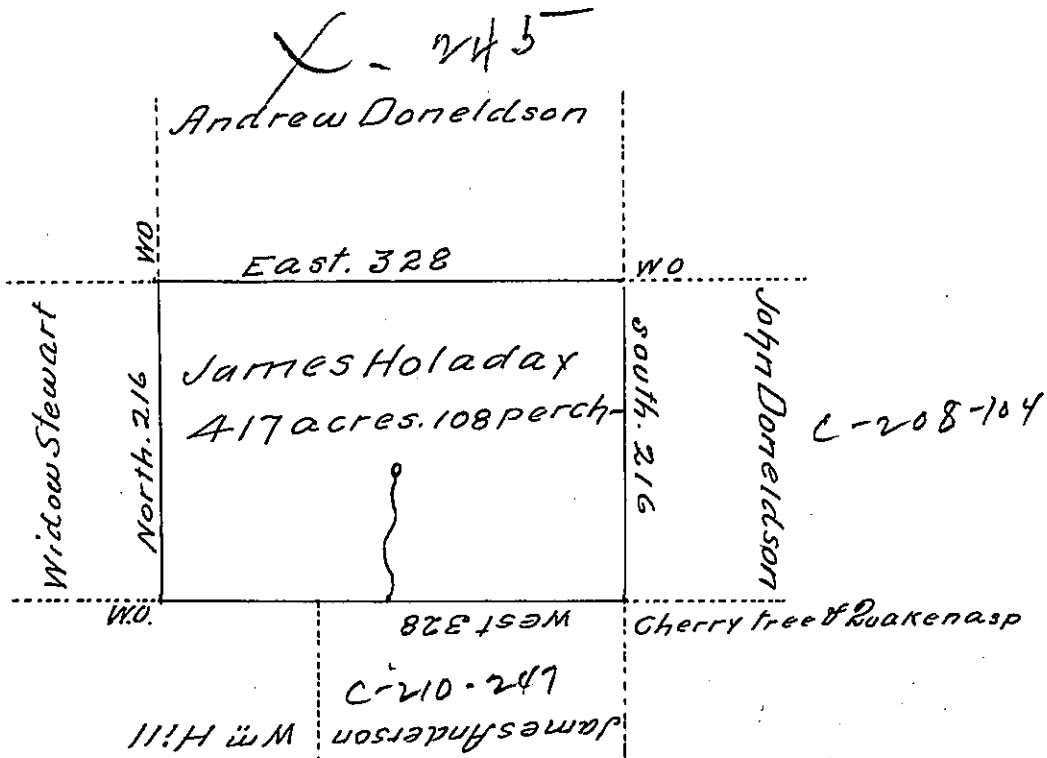 X - 245
Andrew Doneldson
WO
East. 328
WO
Widow Stewart
North. 216
James Holaday
417 acres. 108 perch-
South. 216
John Doneldson
C-208-104
W.O.
West 328
Cherry tree & Quakenasp
C-210-247
Wm Hill
James Anderson